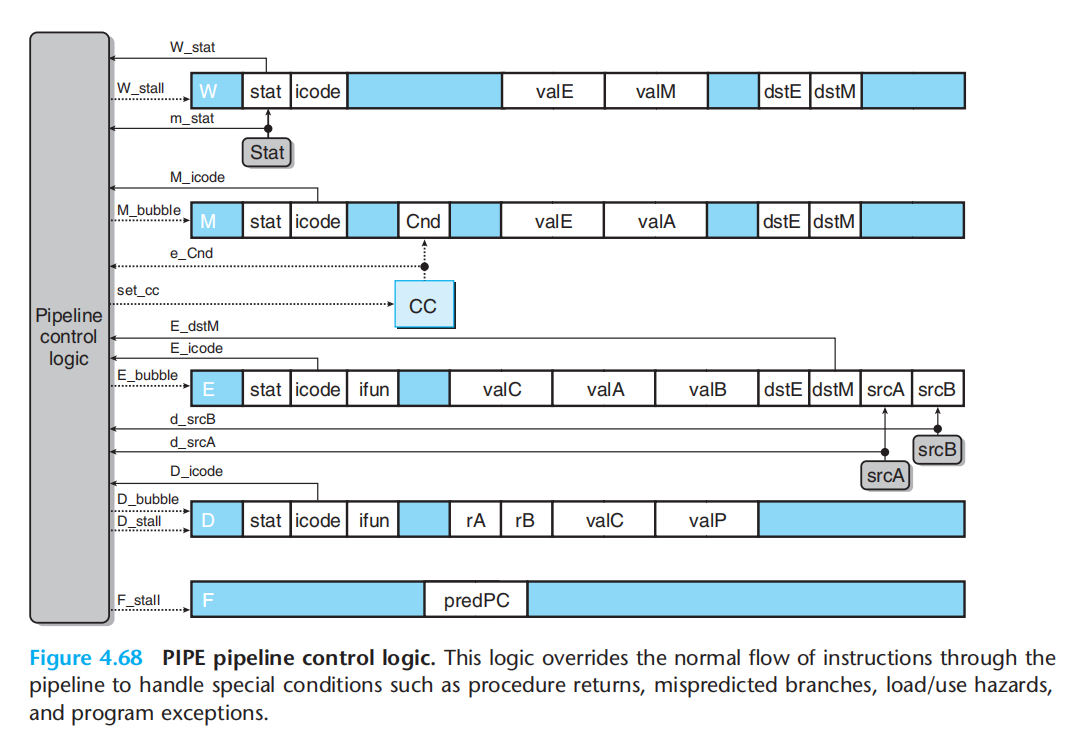 W_stat
W_stall
W stat icode valE valM dstE dstM
m_stat
Stat
M_icode
M_bubble
M stat icode Cnd valE valA dstE dstM
e_Cnd
set_cc
CC
Pipeline
control
logic
E_dstM
E_icode
E_bubble
E stat icode ifun valC valA valB dstE dstM srcA srcB
d_srcB
srcB
d_srcA
srcA
D_icode
D_bubble
D_stall
D stat icode ifun rA rB valC valP
F_stall
F predPC
Figure 4.68 PIPE pipeline control logic. This logic overrides the normal flow of instructions through the
pipeline to handle special conditions such as procedure returns, mispredicted branches, load/use hazards,
and program exceptions.